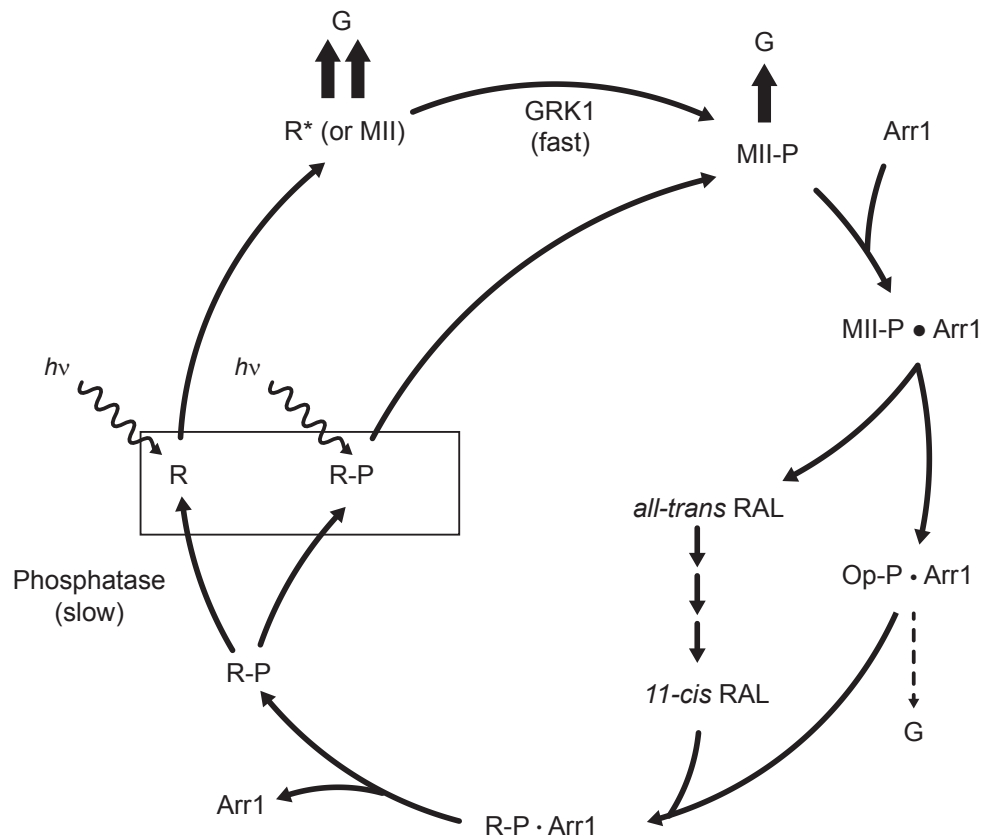 G
G
R* (or MII)
GRK1
(fast)
MII-P
Arr1
MII-P ● Arr1
hν
hν
R
R-P
all-trans RAL
Phosphatase
(slow)
Op-P · Arr1
R-P
11-cis RAL
G
Arr1
R-P · Arr1